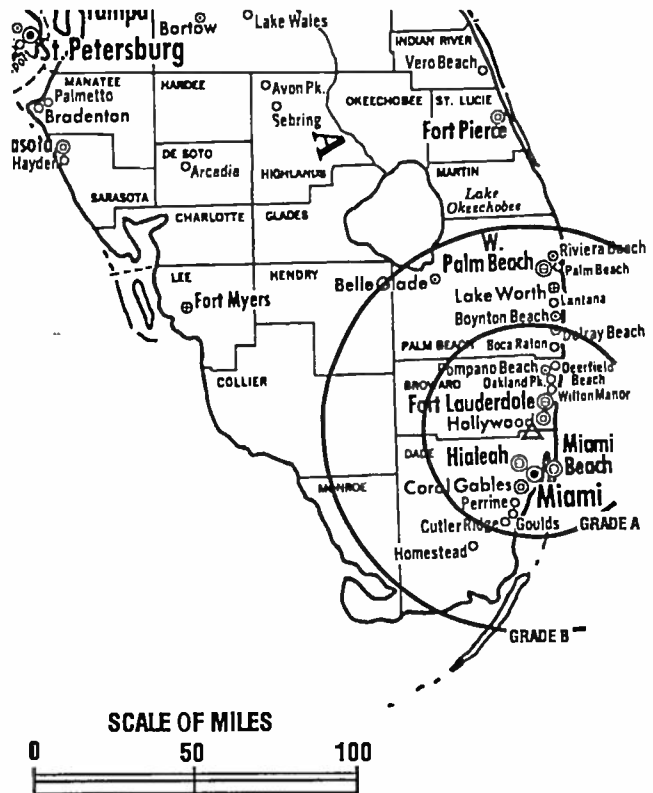 Tampa
Bartow
Lake Wales
St. Petersburg
INDIAN RIVER
Vero Beach
MANATEE
HARDEE
Avon Pk.
OKEECHOBEE
ST. LUCIE
Palmetto
Bradenton
Sebring
Fort Pierce
A
asota
Hayden
DE SOTO
Arcadia
HIGHLANDS
MARTIN
SARASOTA
CHARLOTTE
GLADES
Lake
Okeechobee
W.
Palm Beach
Riviera Beach
Palm Beach
LEE
HENDRY
Belle Glade
Fort Myers
Lake Worth
Lantana
Boynton Beach
Delray Beach
PALM BEACH
Boca Raton
COLLIER
Pompano Beach
Deerfield
Beach
BROWARD
Oakland Pk.
Wilton Manor
Fort Lauderdale
Hollywood
DADE
Hialeah
Miami
Beach
MONROE
Coral Gables
Miami
Perrine
Cutler Ridge
Goulds
GRADE A
Homestead
GRADE B
SCALE OF MILES
0 50 100